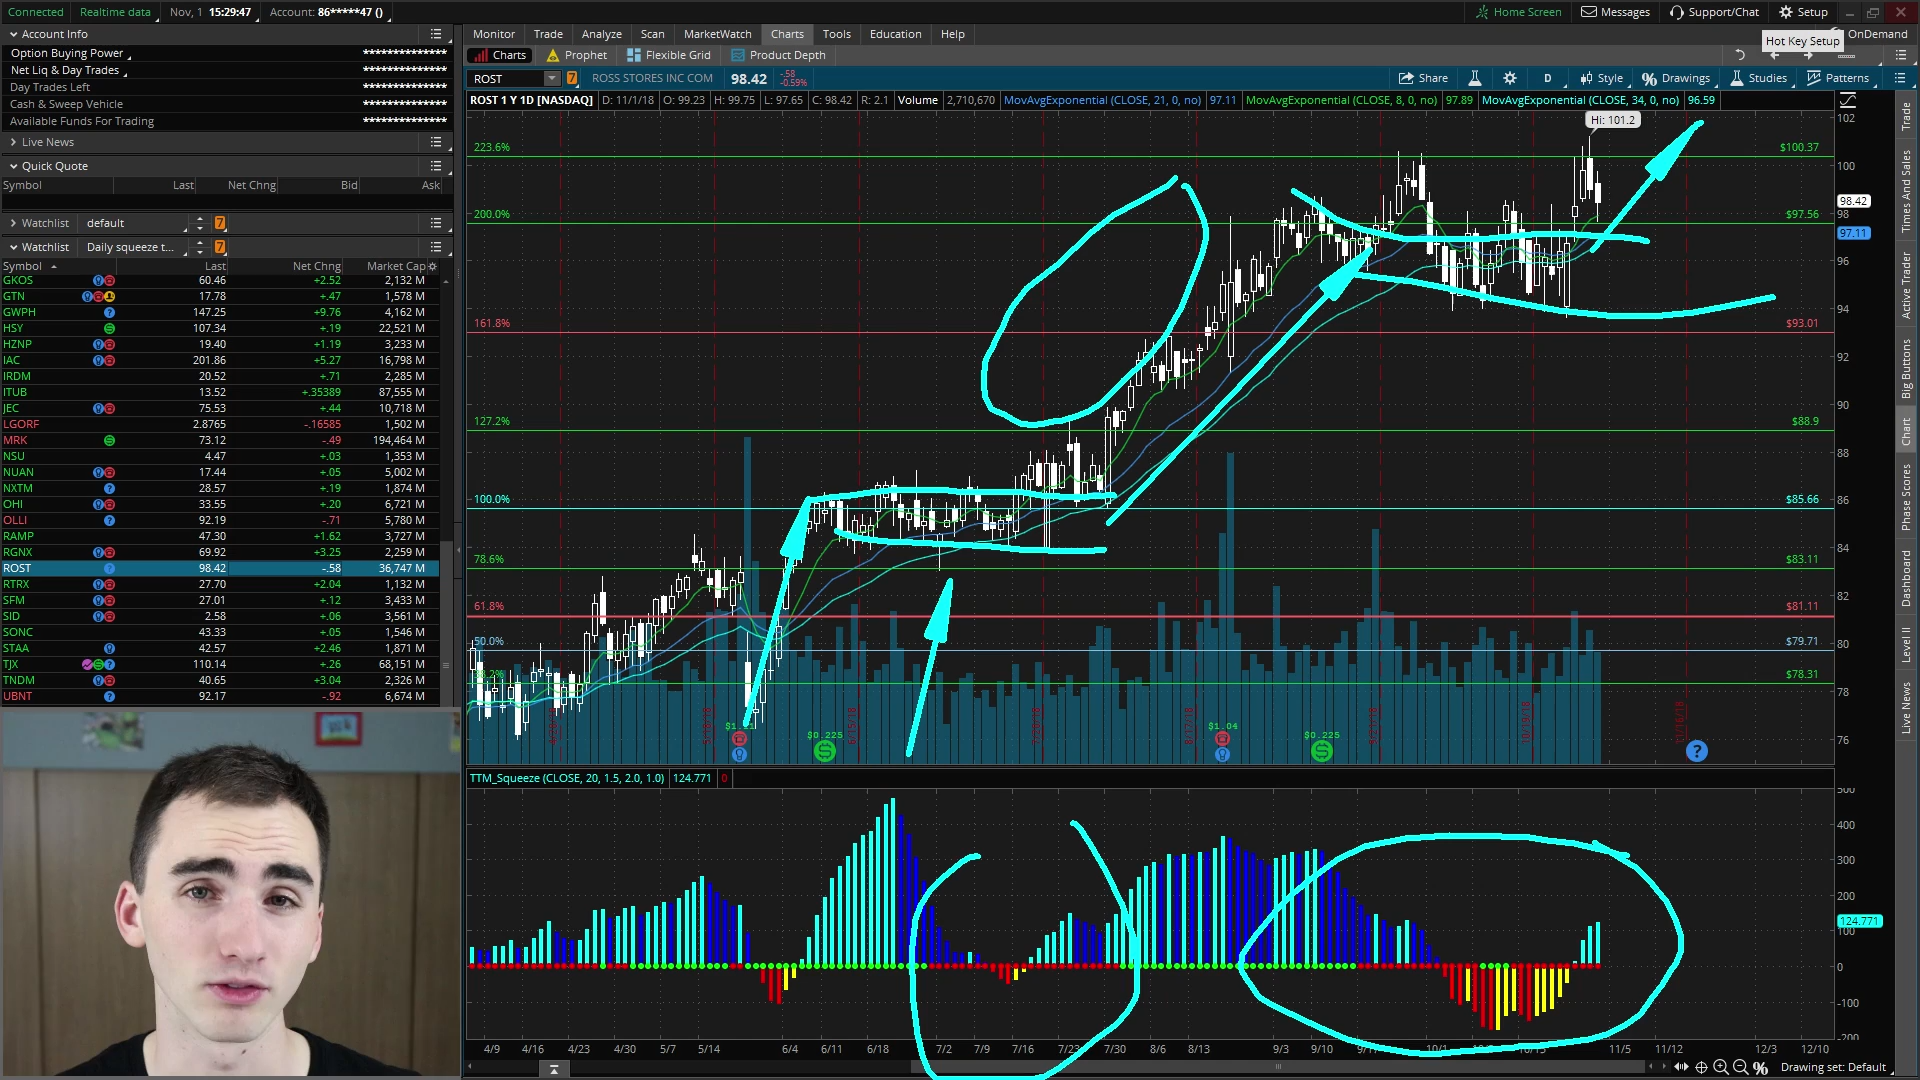 Connected Realtime data Nov, 1 15:29:47 Account: 86*****47 () Home Screen Messages Support/Chat Setup
Account Info
Option Buying Power ***************
Net Liq & Day Trades ***************
Day Trades Left ***************
Cash & Sweep Vehicle ***************
Available Funds For Trading ***************
Live News
Quick Quote
Symbol Last Net Chng Bid Ask
Watchlist default 7
Watchlist Daily squeeze t... 7
Symbol Last Net Chng Market Cap
GKOS 60.46 +2.52 2,132 M
GTN 17.78 +.47 1,578 M
GWPH 147.25 +9.76 4,162 M
HSY 107.34 +.19 22,521 M
HZNP 19.40 +1.19 3,233 M
IAC 201.86 +5.27 16,798 M
IRDM 20.52 +.71 2,285 M
ITUB 13.52 +.35389 87,555 M
JEC 75.53 +.44 10,718 M
LGORF 2.8765 -.16585 1,502 M
MRK 73.12 -.49 194,464 M
NSU 4.47 +.03 1,353 M
NUAN 17.44 +.05 5,002 M
NXTM 28.57 +.19 1,874 M
OHI 33.55 +.20 6,721 M
OLLI 92.19 -.71 5,780 M
RAMP 47.30 +1.62 3,727 M
RGNX 69.92 +3.25 2,259 M
ROST 98.42 -.58 36,747 M
RTRX 27.70 +2.04 1,132 M
SFM 27.01 +.12 3,433 M
SID 2.58 +.06 3,561 M
SONC 43.33 +.05 1,546 M
STAA 42.57 +2.46 1,871 M
TJX 110.14 +.26 68,151 M
TNDM 40.65 +3.04 2,326 M
UBNT 92.17 -.92 6,674 M
Monitor Trade Analyze Scan MarketWatch Charts Tools Education Help Hot Key Setup OnDemand
Charts Prophet Flexible Grid Product Depth
ROST 7 ROSS STORES INC COM 98.42 -.58 -0.59% Share D Style Drawings Studies Patterns
ROST 1 Y 1D [NASDAQ] D: 11/1/18 O: 99.23 H: 99.75 L: 97.65 C: 98.42 R: 2.1 Volume 2,710,670 MovAvgExponential (CLOSE, 21, 0, no) 97.11 MovAvgExponential (CLOSE, 8, 0, no) 97.89 MovAvgExponential (CLOSE, 34, 0, no) 96.59
Hi: 101.2
223.6% $100.37
200.0% $97.56
161.8% $93.01
127.2% $88.9
100.0% $85.66
78.6% $83.11
61.8% $81.11
50.0% $79.71
$78.31
102
100
98.42
98
97.11
96
94
92
90
88
86
84
82
80
78
76
$0.225 $1.04 $0.225
TTM_Squeeze (CLOSE, 20, 1.5, 2.0, 1.0) 124.771 0
500
400
300
200
124.771
100
0
-100
-200
4/9 4/16 4/23 4/30 5/7 5/14 6/4 6/11 6/18 7/2 7/9 7/16 7/23 7/30 8/6 8/13 9/3 9/10 11/5 11/12 12/3 12/10
Drawing set: Default
Trade
Times And Sales
Active Trader
Big Buttons
Chart
Phase Scores
Dashboard
Level II
Live News